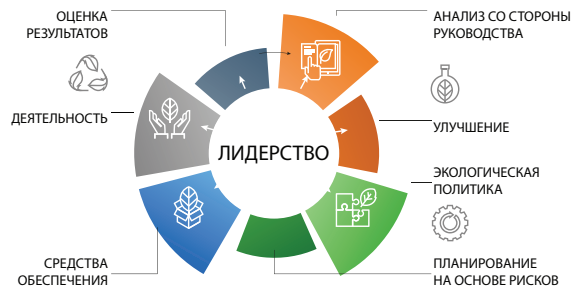 ОЦЕНКА
РЕЗУЛЬТАТОВ
АНАЛИЗ СО СТОРОНЫ
РУКОВОДСТВА
ДЕЯТЕЛЬНОСТЬ
УЛУЧШЕНИЕ
ЛИДЕРСТВО
ЭКОЛОГИЧЕСКАЯ
ПОЛИТИКА
СРЕДСТВА
ОБЕСПЕЧЕНИЯ
ПЛАНИРОВАНИЕ
НА ОСНОВЕ РИСКОВ